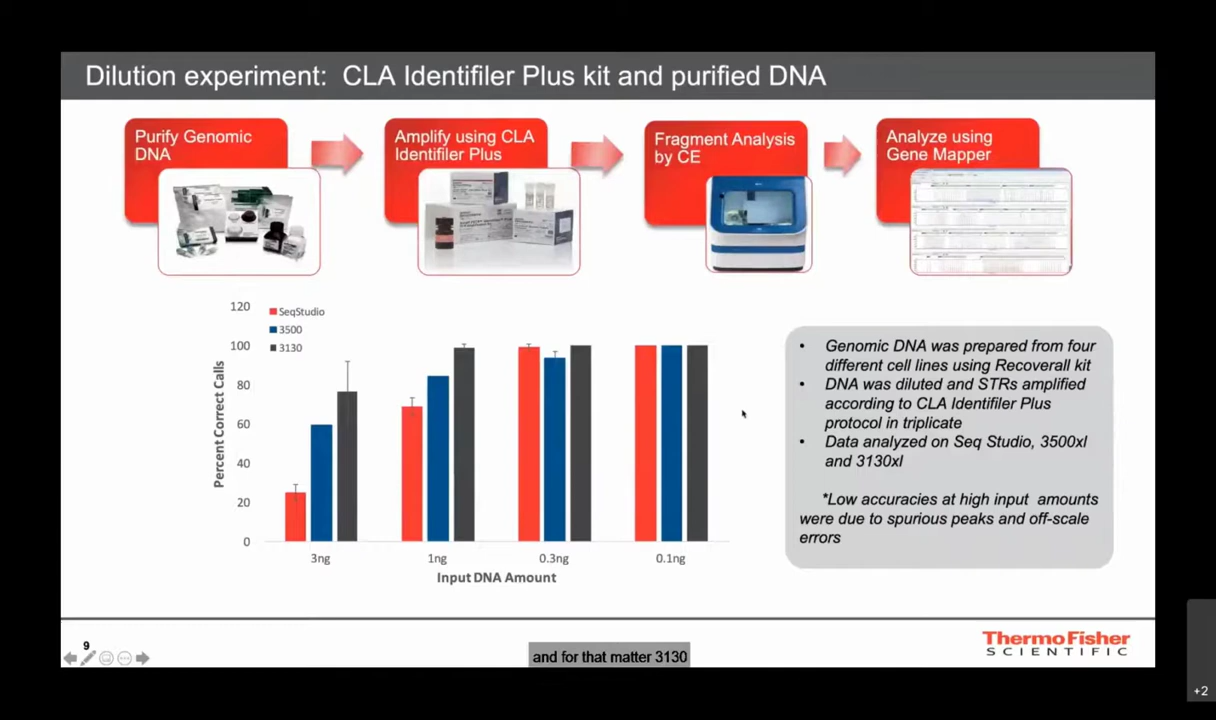 Dilution experiment: CLA Identifiler Plus kit and purified DNA
Purify Genomic
DNA
Amplify using CLA
Identifiler Plus
Fragment Analysis
by CE
Analyze using
Gene Mapper
120
100
80
60
40
20
0
Percent Correct Calls
SeqStudio
3500
3130
3ng
1ng
0.3ng
0.1ng
Input DNA Amount
• Genomic DNA was prepared from four
different cell lines using Recoverall kit
• DNA was diluted and STRs amplified
according to CLA Identifiler Plus
protocol in triplicate
• Data analyzed on Seq Studio, 3500xl
and 3130xl
*Low accuracies at high input amounts
were due to spurious peaks and off-scale
errors
9
and for that matter 3130
ThermoFisher
SCIENTIFIC
+2